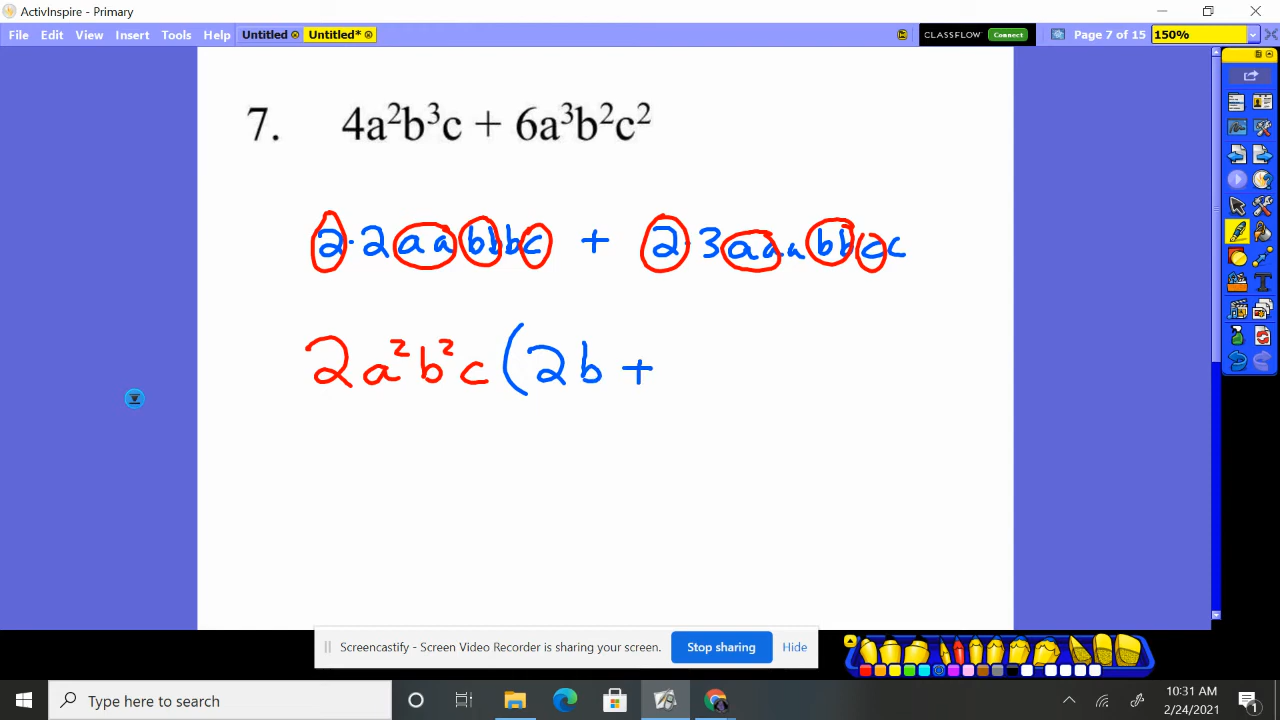 ActivInspire - Primary
File Edit View Insert Tools Help Untitled Untitled* CLASSFLOW Connect Page 7 of 15 150%
7. 4a²b³c + 6a³b²c²
2·2aabbbc + 2·3aaabbcc
2a²b²c(2b +
Screencastify - Screen Video Recorder is sharing your screen. Stop sharing Hide
Type here to search
10:31 AM
2/24/2021
1